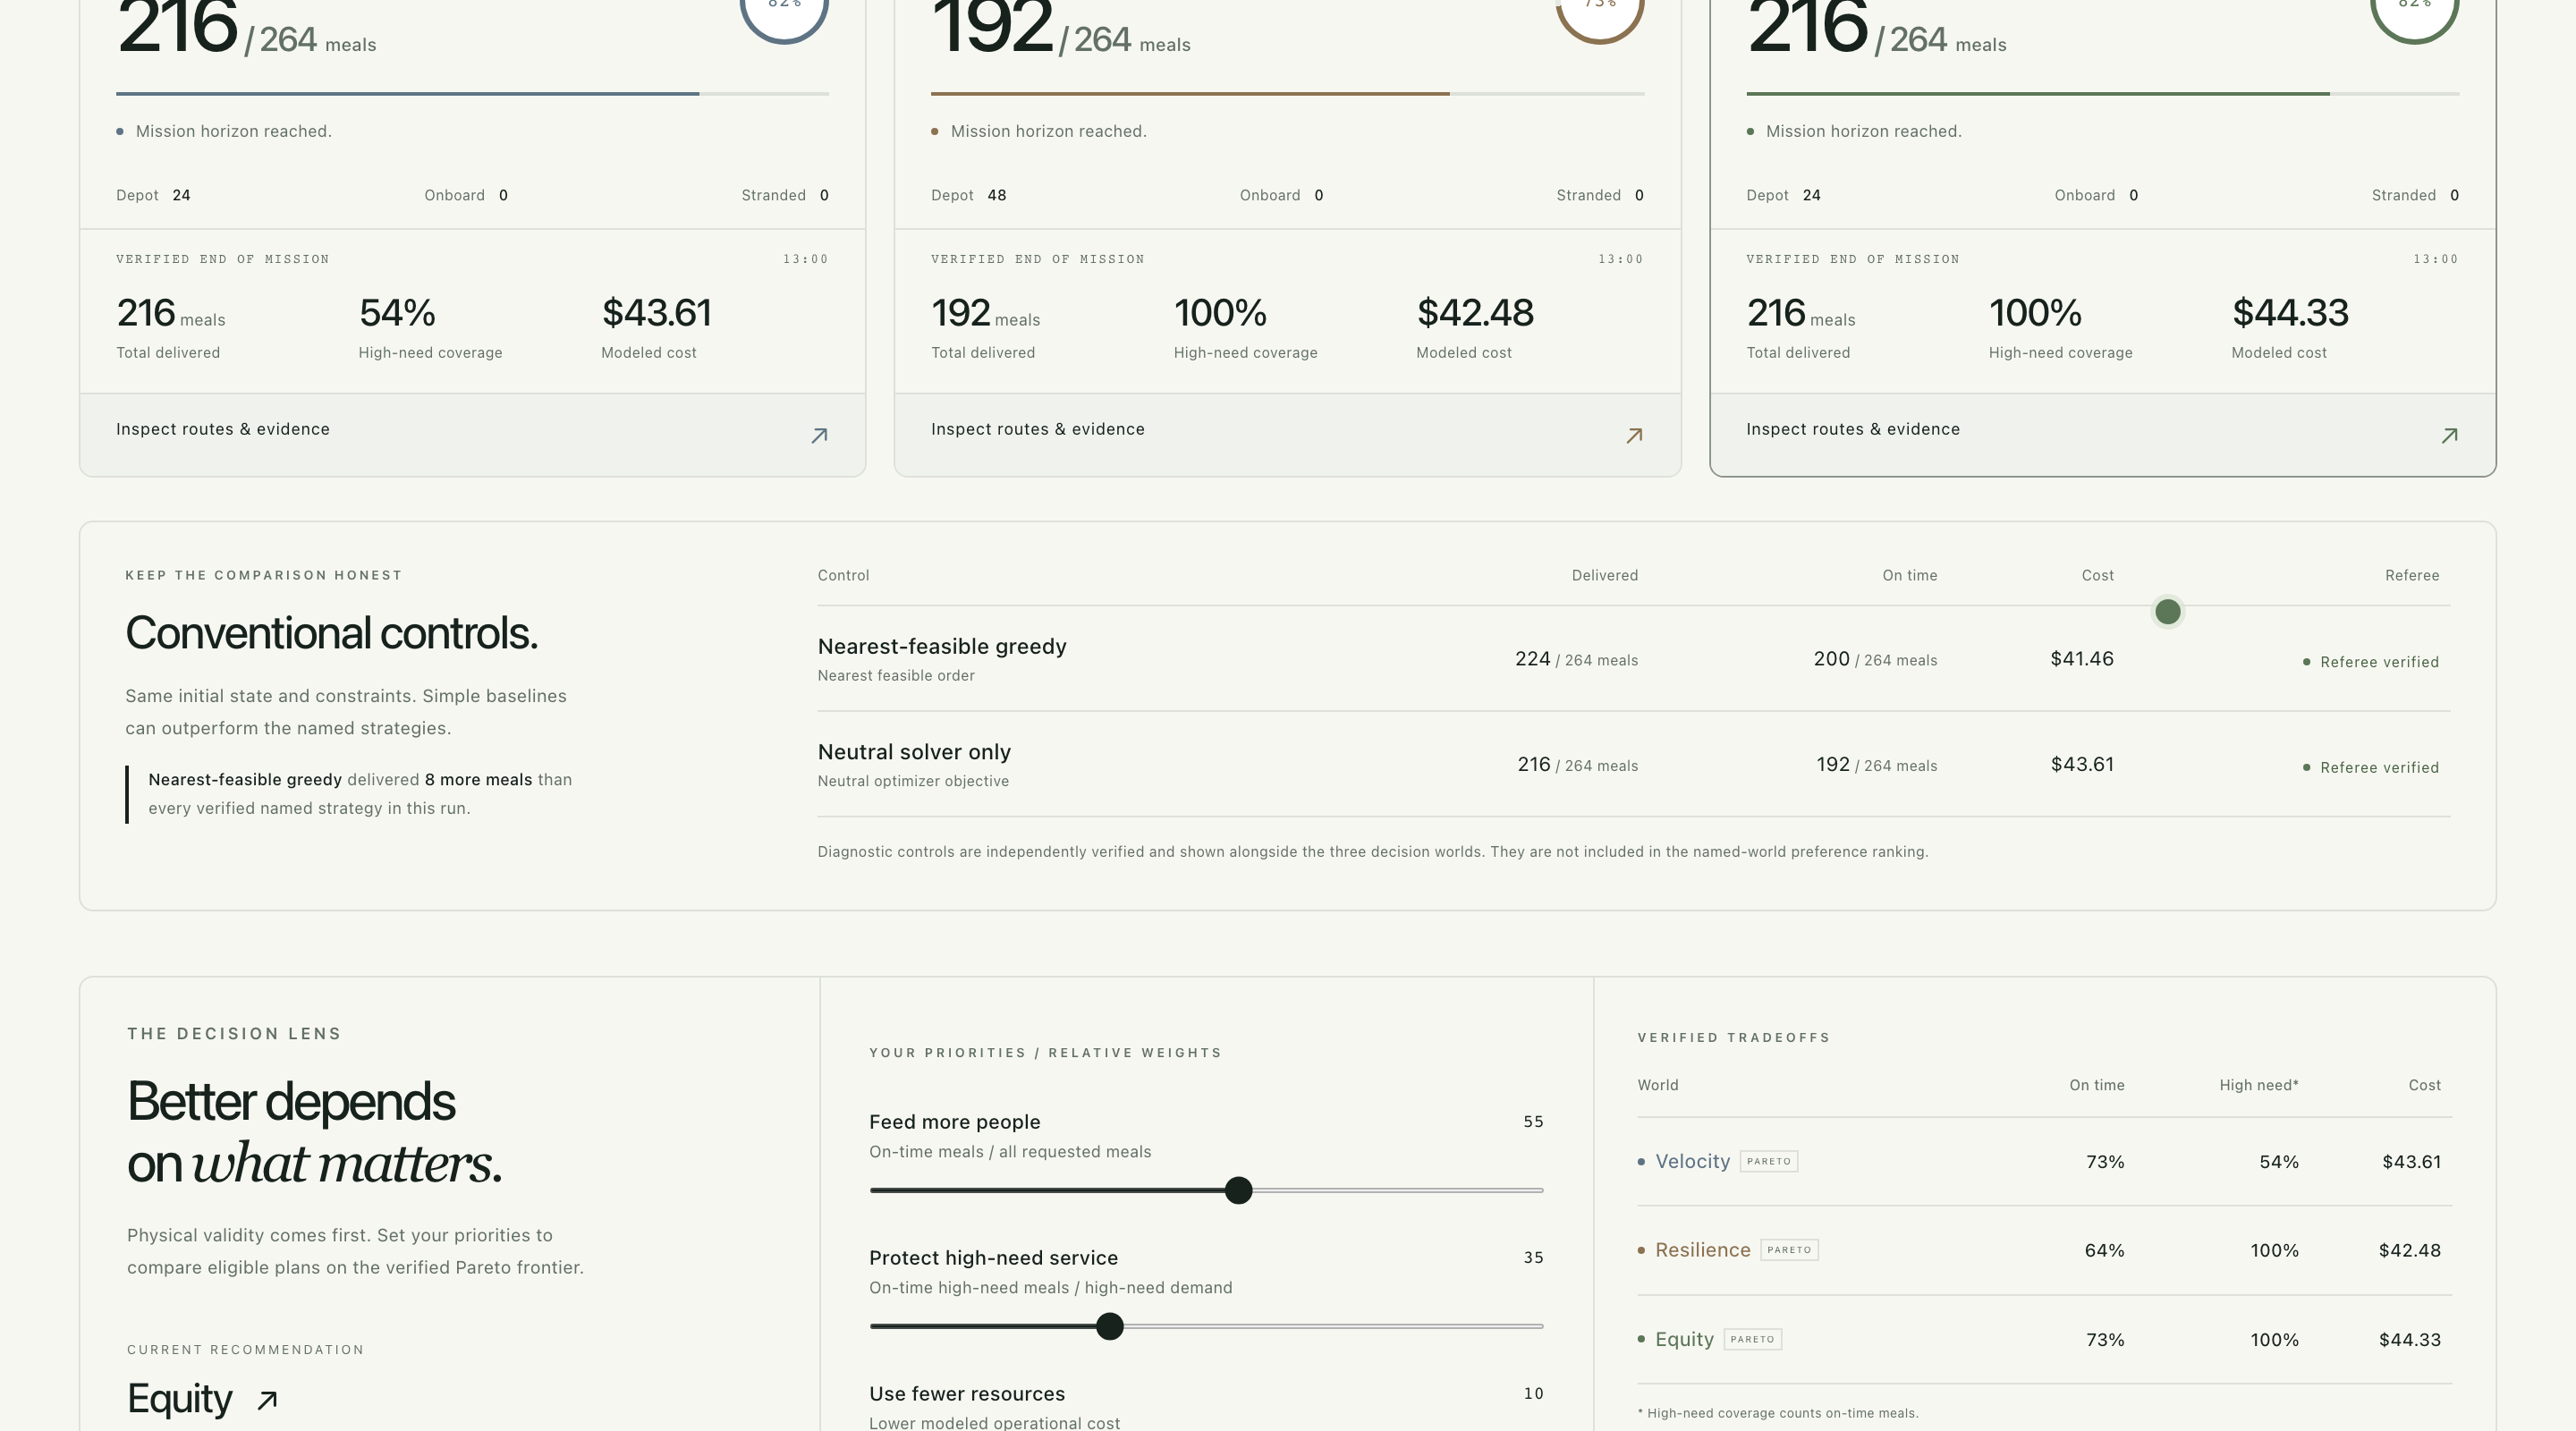 216 / 264 meals
82%
Mission horizon reached.
Depot 24 Onboard 0 Stranded 0
VERIFIED END OF MISSION 13:00
216 meals 54% $43.61
Total delivered High-need coverage Modeled cost
Inspect routes & evidence
192 / 264 meals
73%
Mission horizon reached.
Depot 48 Onboard 0 Stranded 0
VERIFIED END OF MISSION 13:00
192 meals 100% $42.48
Total delivered High-need coverage Modeled cost
Inspect routes & evidence
216 / 264 meals
82%
Mission horizon reached.
Depot 24 Onboard 0 Stranded 0
VERIFIED END OF MISSION 13:00
216 meals 100% $44.33
Total delivered High-need coverage Modeled cost
Inspect routes & evidence
KEEP THE COMPARISON HONEST
Conventional controls.
Same initial state and constraints. Simple baselines
can outperform the named strategies.
Nearest-feasible greedy delivered 8 more meals than
every verified named strategy in this run.
Control Delivered On time Cost Referee
Nearest-feasible greedy 224 / 264 meals 200 / 264 meals $41.46 Referee verified
Nearest feasible order
Neutral solver only 216 / 264 meals 192 / 264 meals $43.61 Referee verified
Neutral optimizer objective
Diagnostic controls are independently verified and shown alongside the three decision worlds. They are not included in the named-world preference ranking.
THE DECISION LENS
Better depends
on what matters.
Physical validity comes first. Set your priorities to
compare eligible plans on the verified Pareto frontier.
CURRENT RECOMMENDATION
Equity
YOUR PRIORITIES / RELATIVE WEIGHTS
Feed more people 55
On-time meals / all requested meals
Protect high-need service 35
On-time high-need meals / high-need demand
Use fewer resources 10
Lower modeled operational cost
VERIFIED TRADEOFFS
World On time High need* Cost
Velocity PARETO 73% 54% $43.61
Resilience PARETO 64% 100% $42.48
Equity PARETO 73% 100% $44.33
* High-need coverage counts on-time meals.